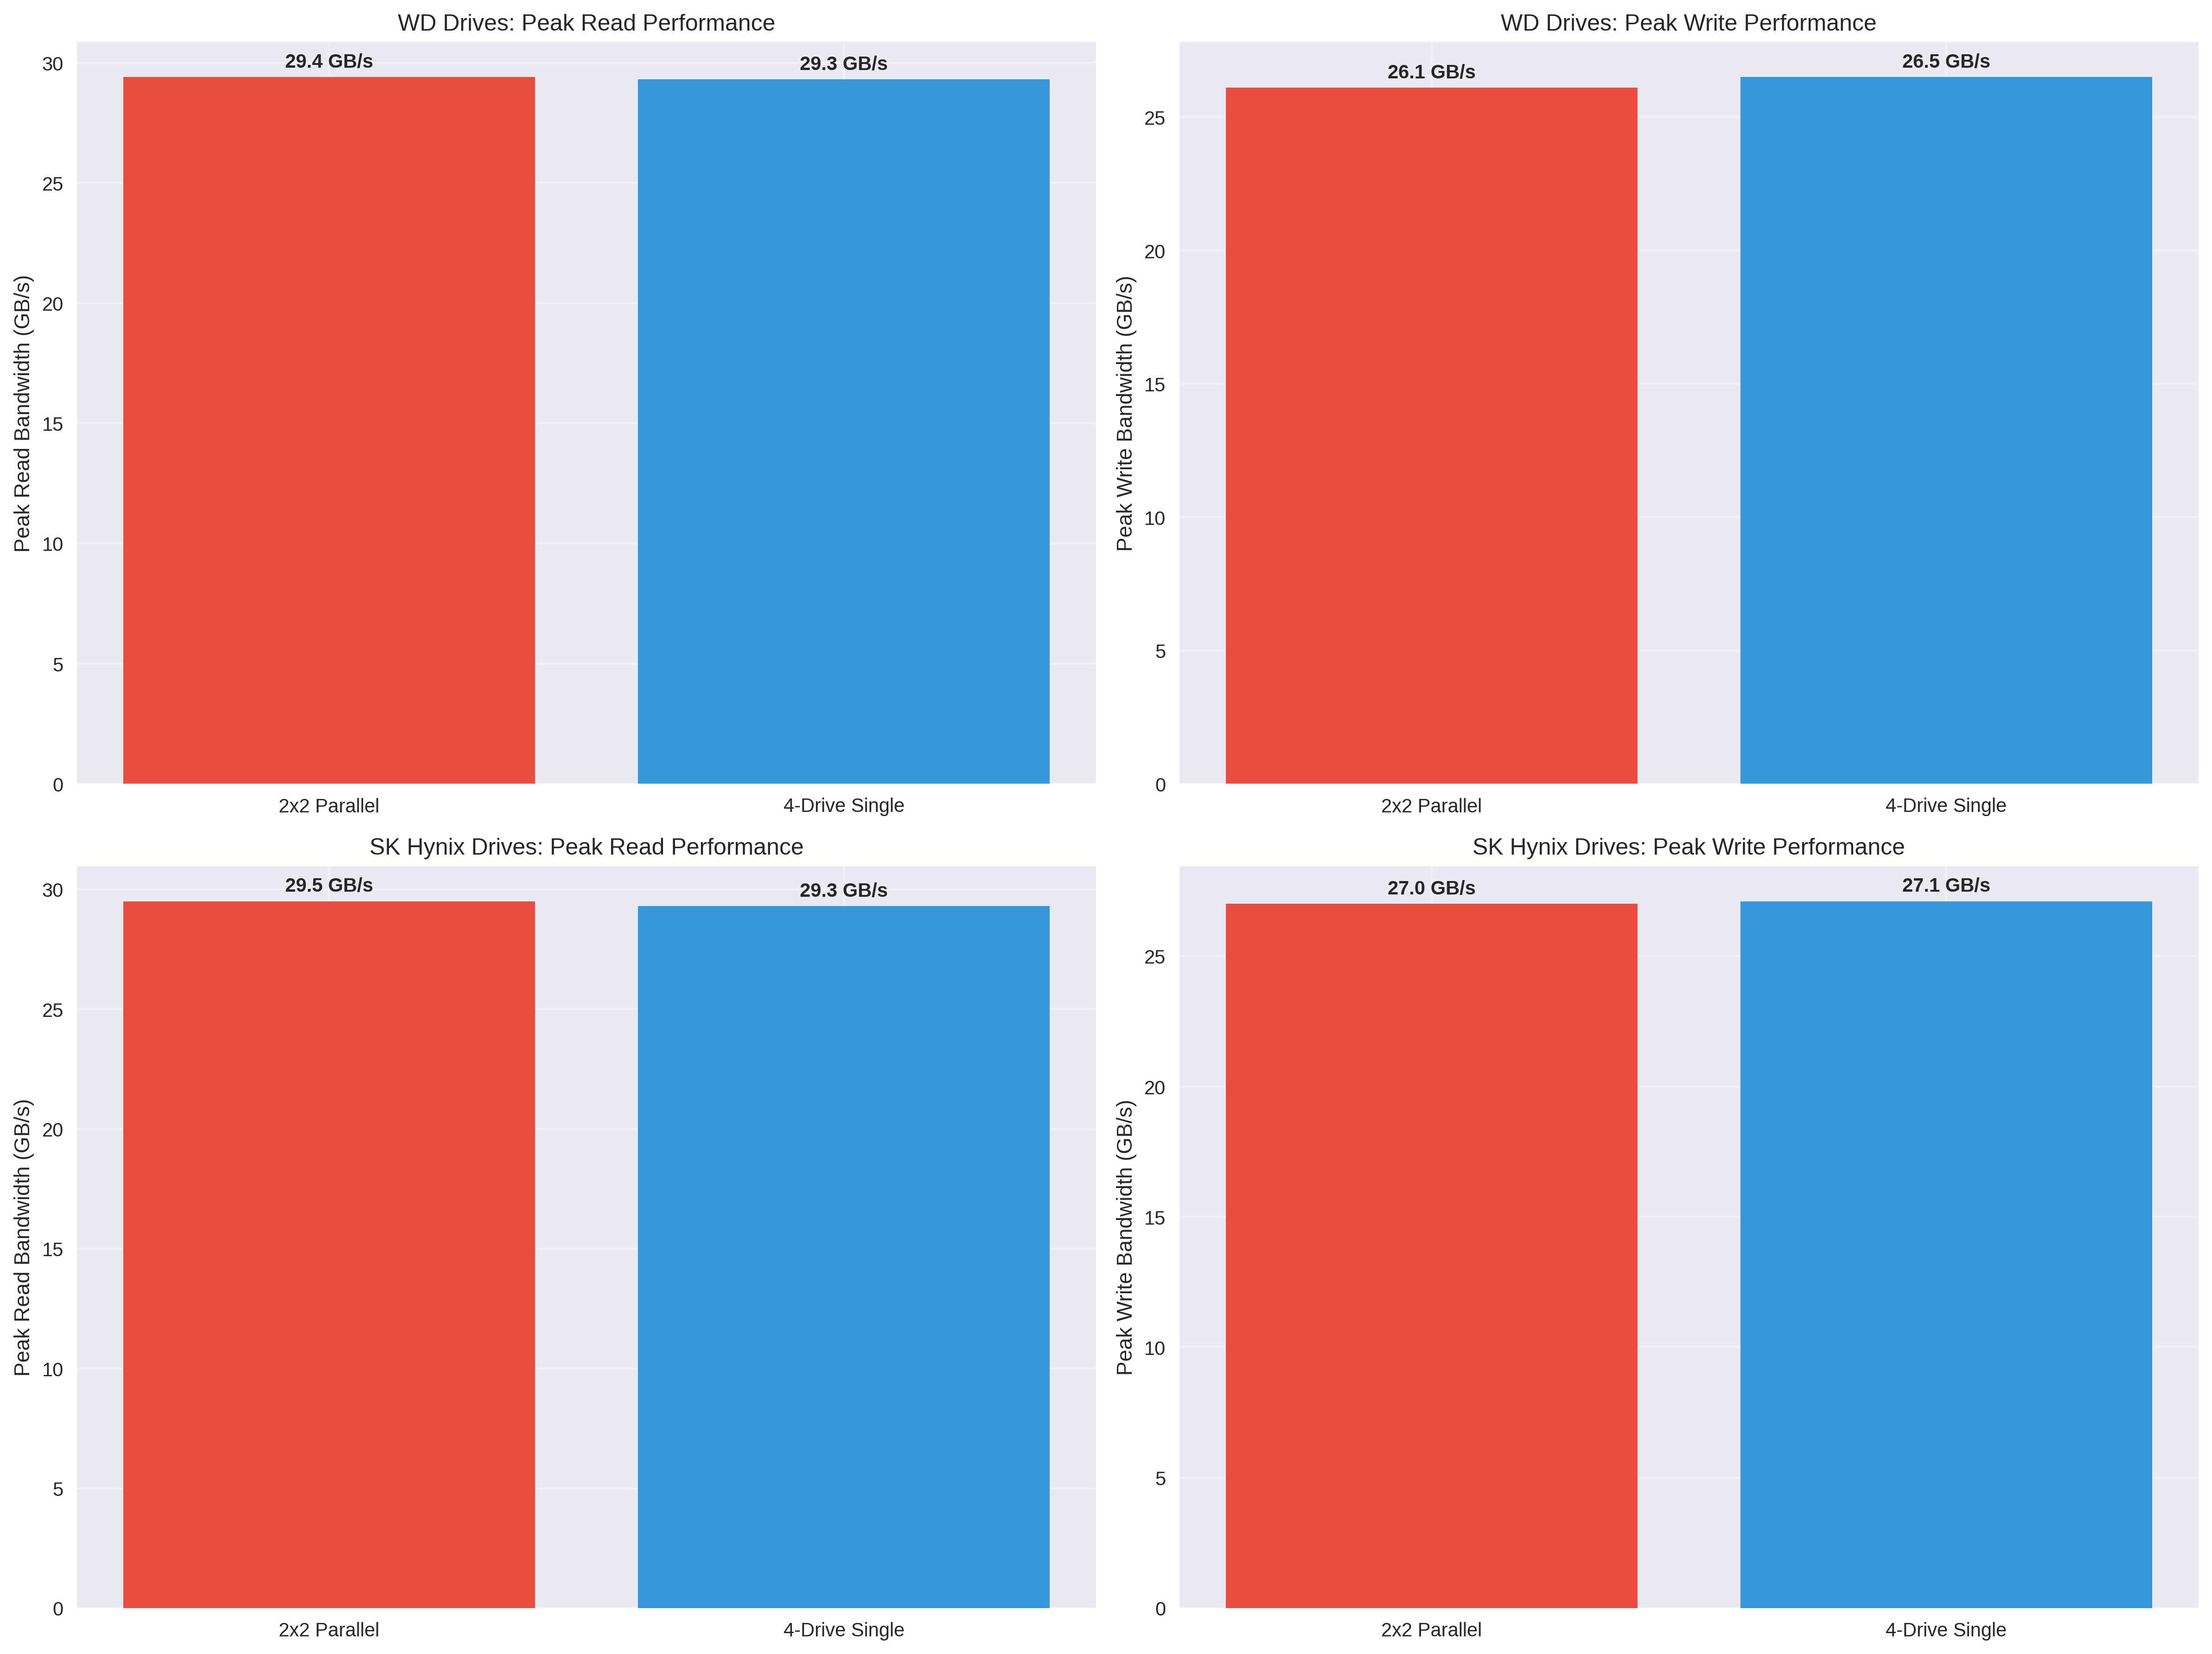 WD Drives: Peak Read Performance
Peak Read Bandwidth (GB/s)
30
25
20
15
10
5
0
29.4 GB/s
29.3 GB/s
2x2 Parallel
4-Drive Single
WD Drives: Peak Write Performance
Peak Write Bandwidth (GB/s)
25
20
15
10
5
0
26.1 GB/s
26.5 GB/s
2x2 Parallel
4-Drive Single
SK Hynix Drives: Peak Read Performance
Peak Read Bandwidth (GB/s)
30
25
20
15
10
5
0
29.5 GB/s
29.3 GB/s
2x2 Parallel
4-Drive Single
SK Hynix Drives: Peak Write Performance
Peak Write Bandwidth (GB/s)
25
20
15
10
5
0
27.0 GB/s
27.1 GB/s
2x2 Parallel
4-Drive Single